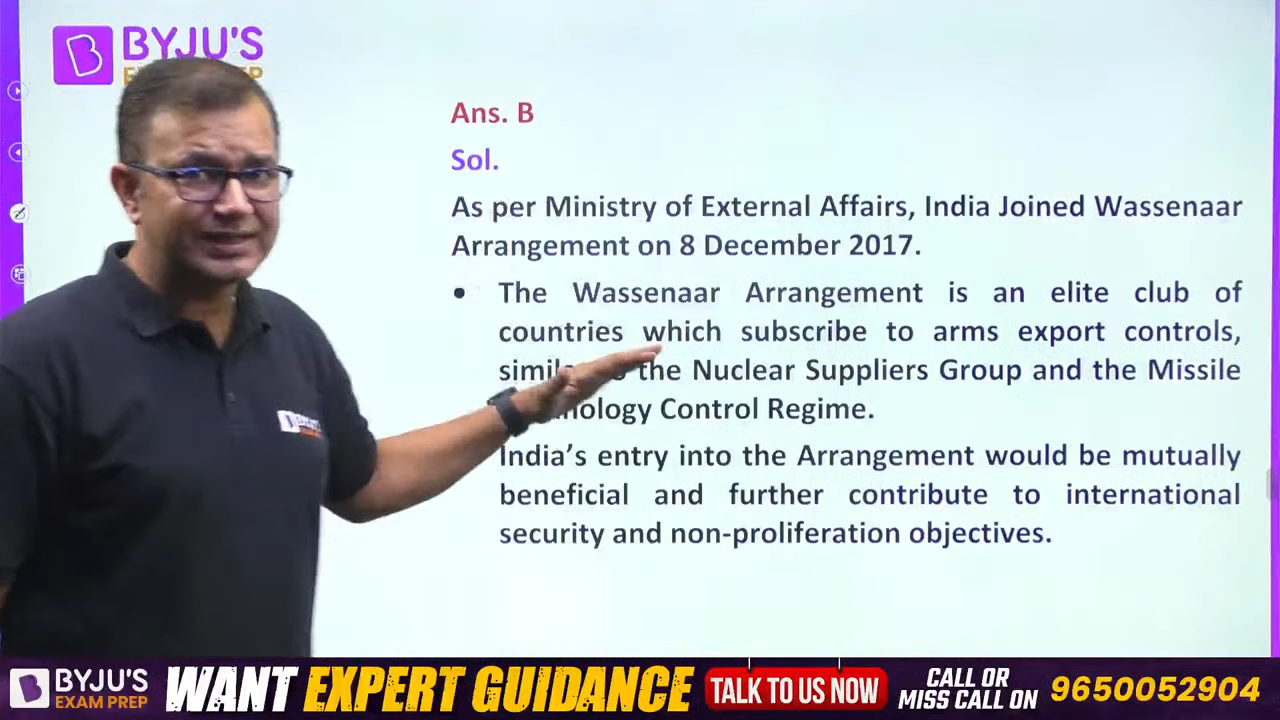 BYJU'S
Ans. B
Sol.
As per Ministry of External Affairs, India Joined Wassenaar
Arrangement on 8 December 2017.
• The Wassenaar Arrangement is an elite club of
countries which subscribe to arms export controls,
the Nuclear Suppliers Group and the Missile
Control Regime.
India's entry into the Arrangement would be mutually
beneficial and further contribute to international
security and non-proliferation objectives.
BYJU'S
EXAM PREP
WANT EXPERT GUIDANCE
TALK TO US NOW
CALL OR
MISS CALL ON
9650052904